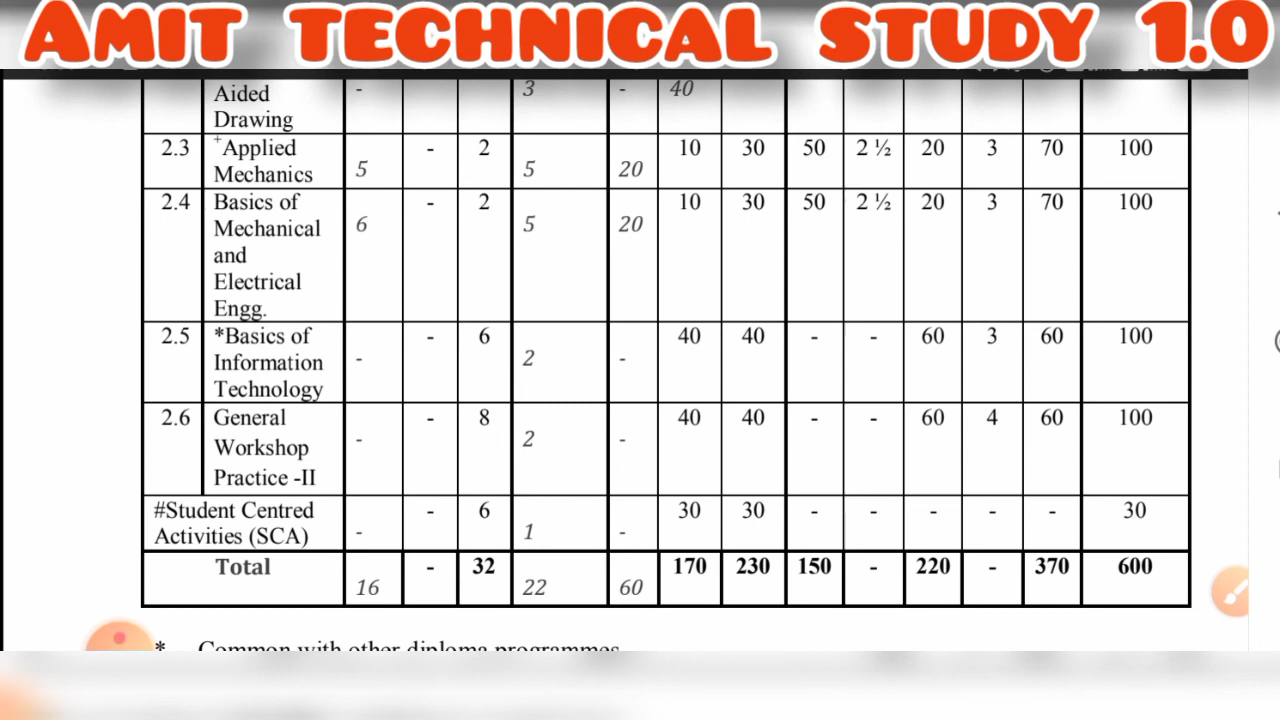 AMIT TECHNICAL STUDY 1.0
Aided - 3 - 40
Drawing
2.3 +Applied - 2 10 30 50 2 ½ 20 3 70 100
Mechanics 5 5 20
2.4 Basics of - 2 10 30 50 2 ½ 20 3 70 100
Mechanical 6 5 20
and
Electrical
Engg.
2.5 *Basics of - 6 40 40 - - 60 3 60 100
Information - 2 -
Technology
2.6 General - 8 40 40 - - 60 4 60 100
Workshop - 2 -
Practice -II
#Student Centred - 6 30 30 - - - - - 30
Activities (SCA) - 1 -
Total - 32 170 230 150 - 220 - 370 600
16 22 60
* Common with other diploma programmes